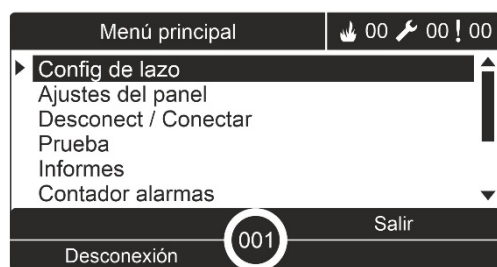 Menú principal 00 00 ! 00
Config de lazo
Ajustes del panel
Desconect / Conectar
Prueba
Informes
Contador alarmas
Salir
001
Desconexión